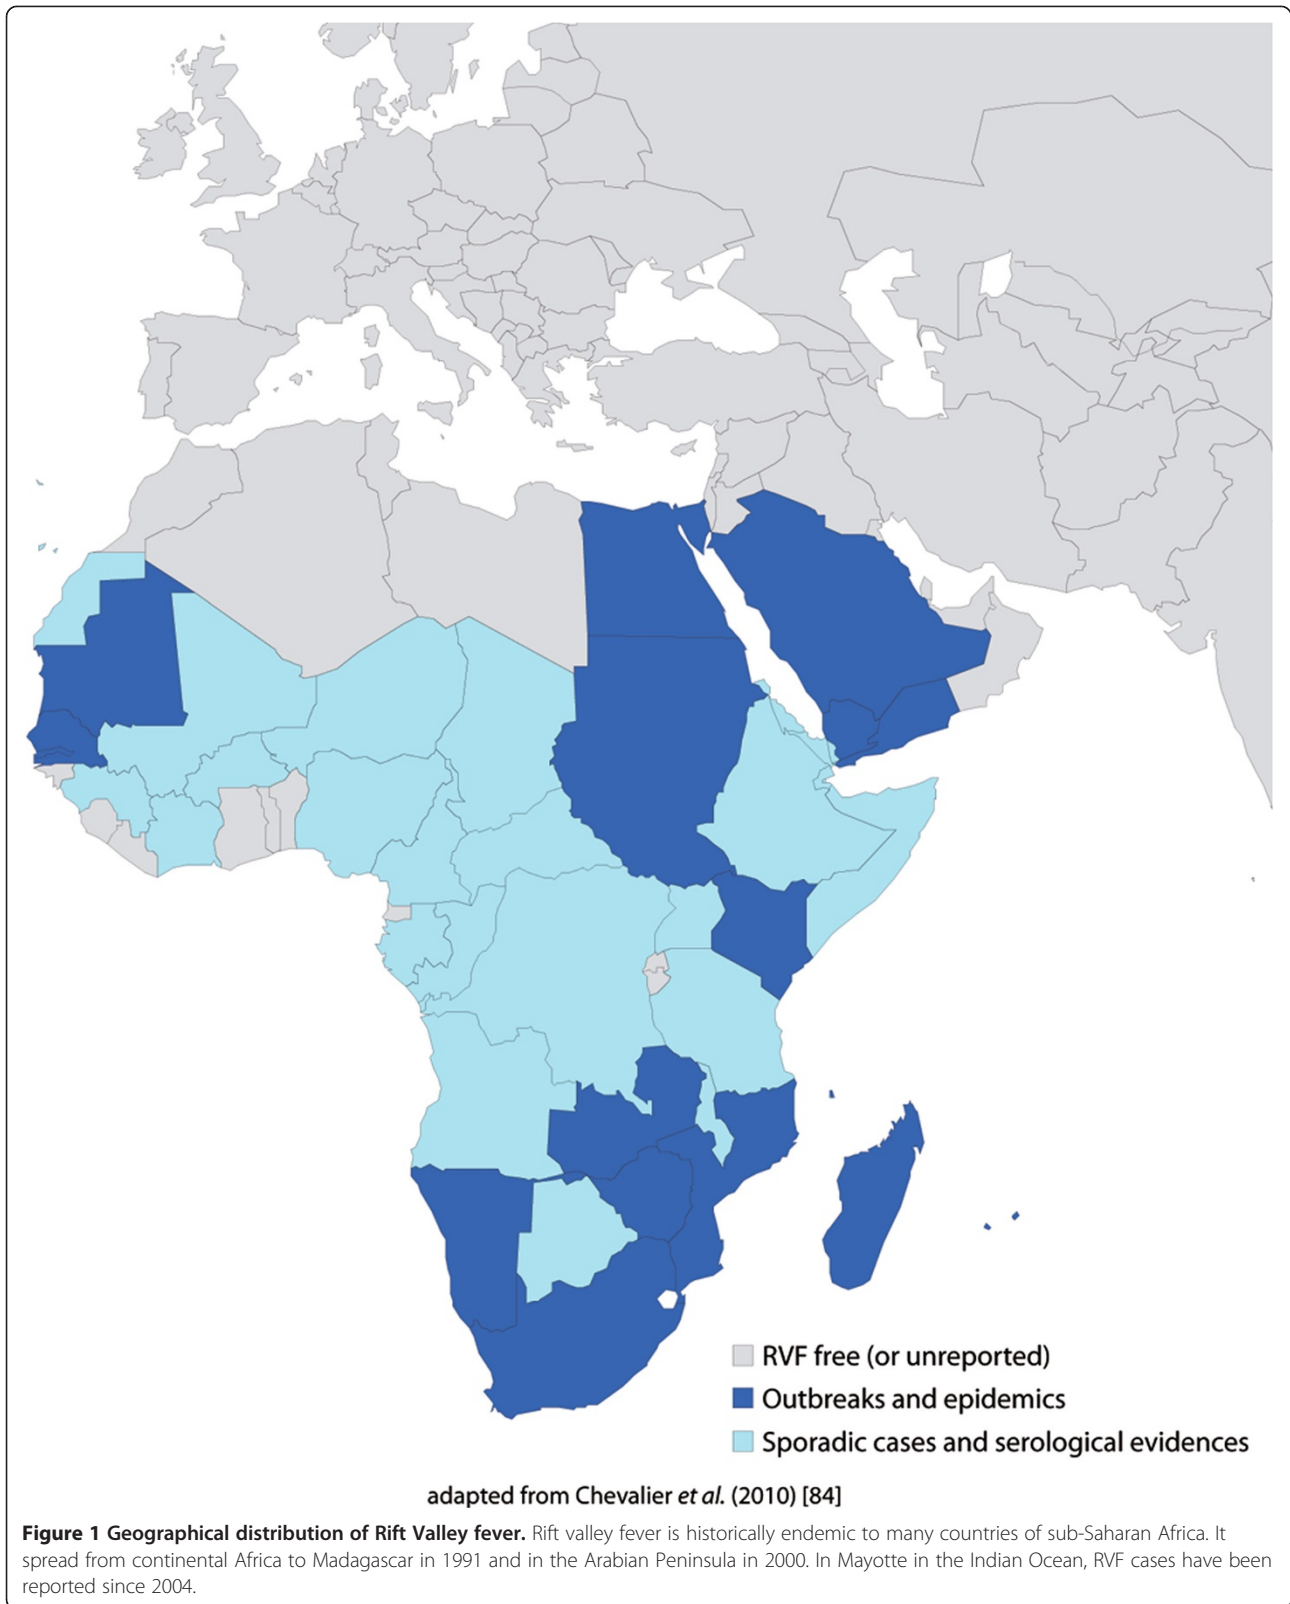 RVF free (or unreported)
Outbreaks and epidemics
Sporadic cases and serological evidences
adapted from Chevalier et al. (2010) [84]
Figure 1 Geographical distribution of Rift Valley fever. Rift valley fever is historically endemic to many countries of sub-Saharan Africa. It
spread from continental Africa to Madagascar in 1991 and in the Arabian Peninsula in 2000. In Mayotte in the Indian Ocean, RVF cases have been
reported since 2004.